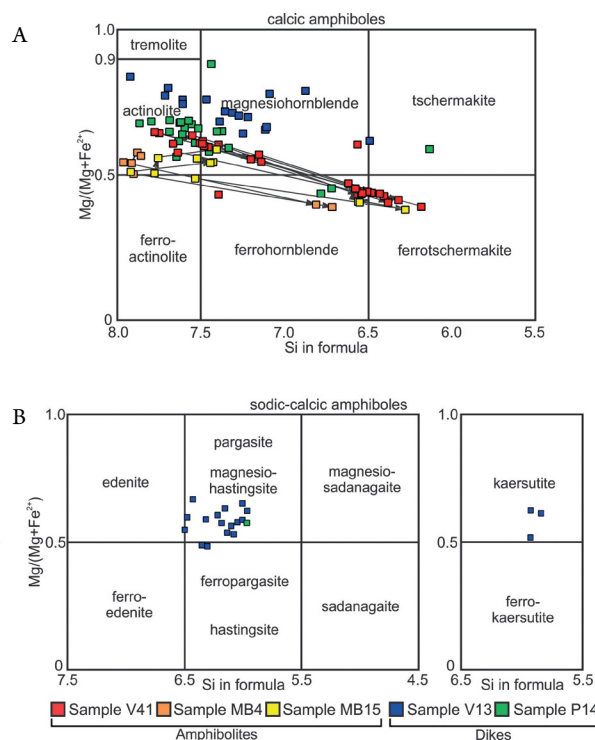 A
calcic amphiboles
1.0
tremolite
0.9
actinolite
magnesiohornblende
tschermakite
Mg/(Mg+Fe²⁺)
0.5
ferro-
actinolite
ferrohornblende
ferrotschermakite
0
8.0 7.5 7.0 6.5 6.0 5.5
Si in formula
B
sodic-calcic amphiboles
1.0
1.0
pargasite
edenite
magnesio-
hastingsite
magnesio-
sadanagaite
kaersutite
Mg/(Mg+Fe²⁺)
0.5
0.5
ferro-
edenite
ferropargasite
hastingsite
sadanagaite
ferro-
kaersutite
0
0
7.5 6.5 5.5 4.5
Si in formula
6.5 5.5
Si in formula
Sample V41 Sample MB4 Sample MB15 Sample V13 Sample P14
Amphibolites Dikes